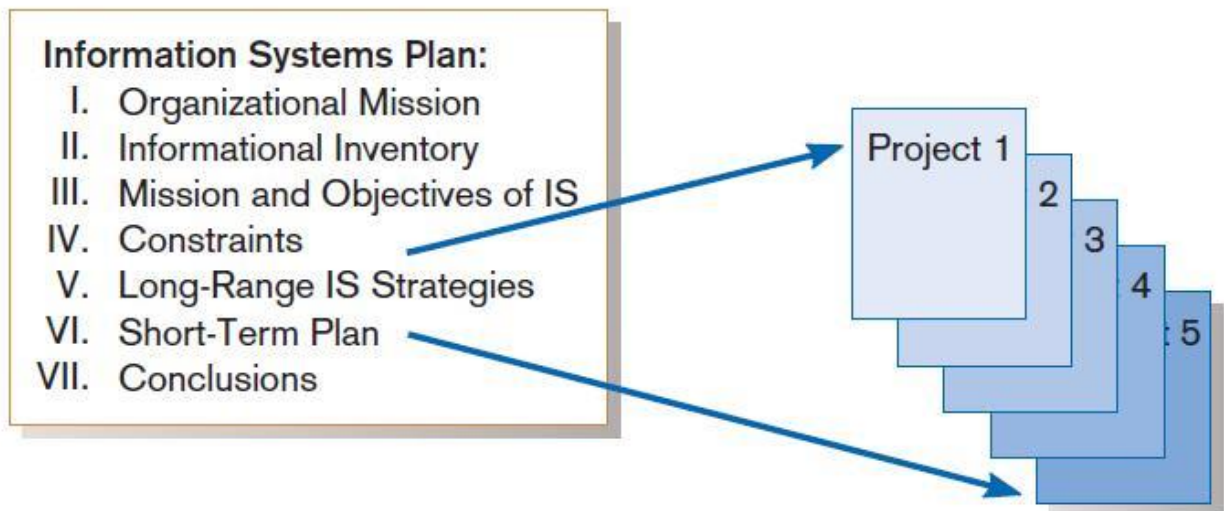 Information Systems Plan:
I. Organizational Mission
II. Informational Inventory
III. Mission and Objectives of IS
IV. Constraints
V. Long-Range IS Strategies
VI. Short-Term Plan
VII. Conclusions
Project 1
2
3
4
5